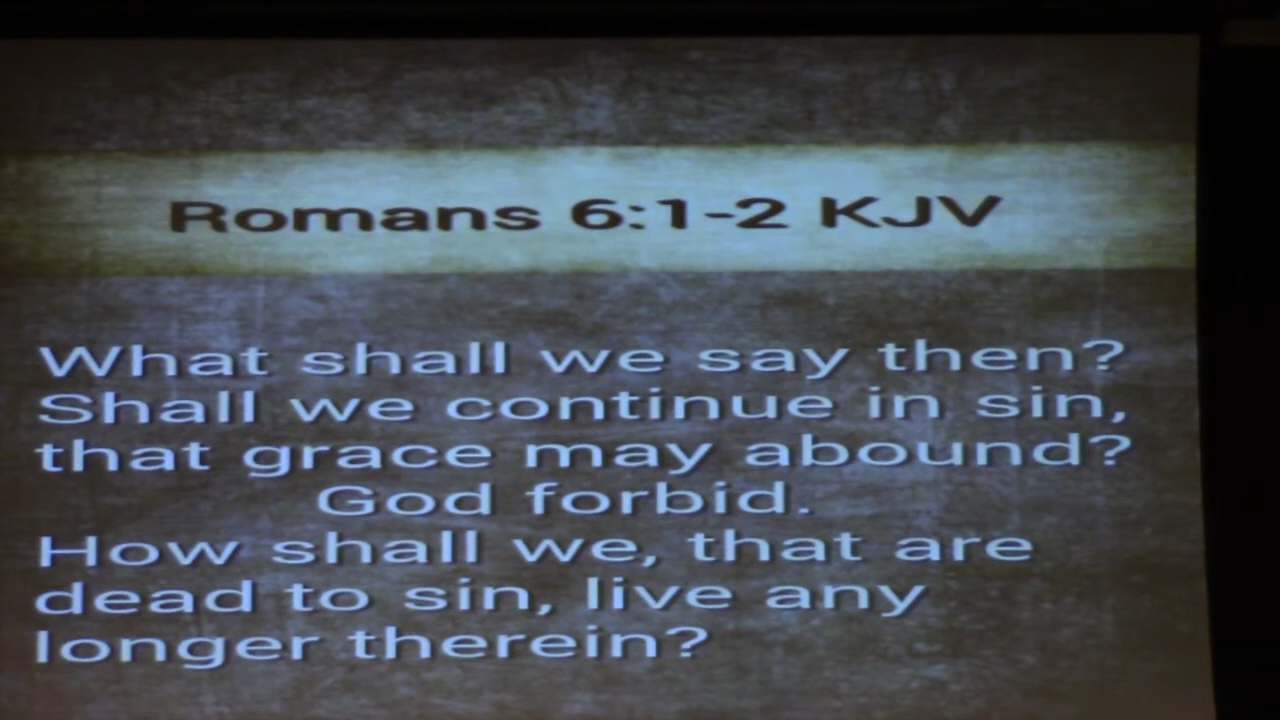 Romans 6:1-2 KJV
What shall we say then?
Shall we continue in sin,
that grace may abound?
God forbid.
How shall we, that are
dead to sin, live any
longer therein?